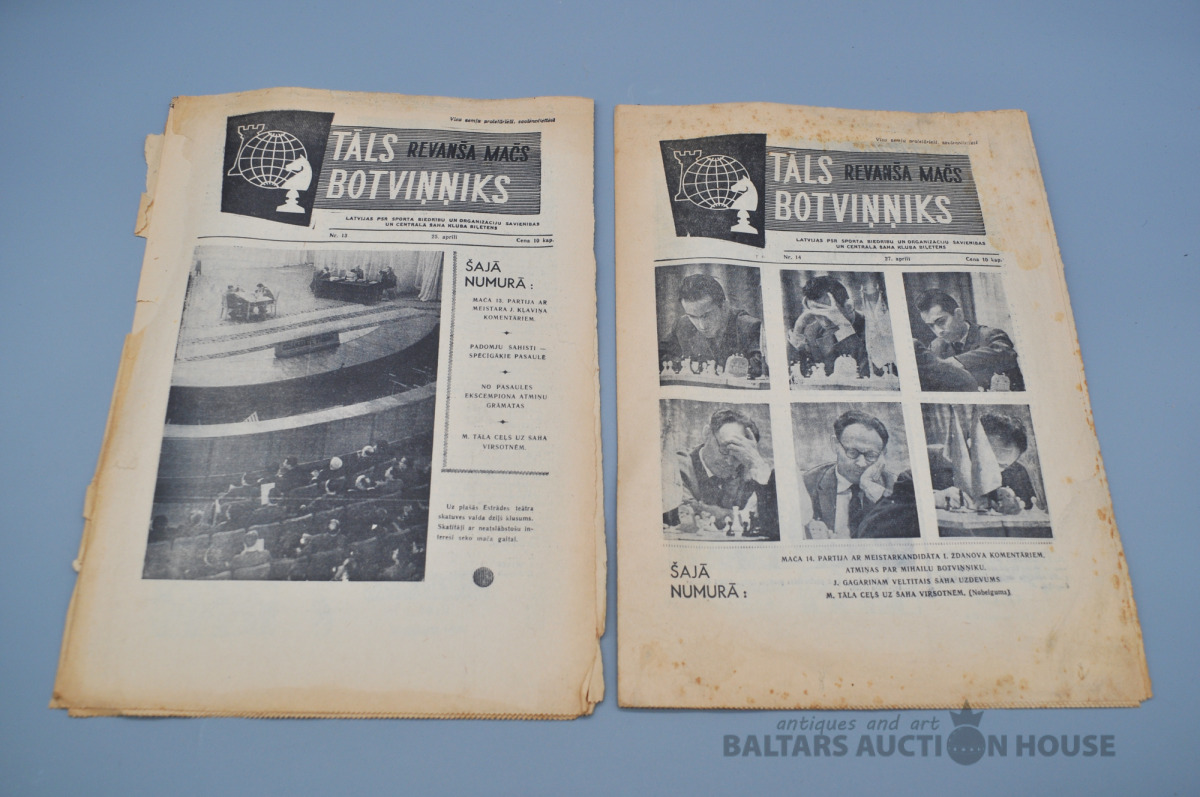 Visu zemju proletārieši, savienojieties!
TĀLS REVANŠA MAČS
BOTVIŅŅIKS
LATVIJAS PSR SPORTA BIEDRĪBU UN ORGANIZĀCIJU SAVIENĪBAS
UN CENTRĀLĀ ŠAHA KLUBA BIĻETENS
Nr. 13 23. aprīlī Cena 10 kap.
ŠAJĀ
NUMURĀ:
MAČA 13. PARTIJA AR
MEISTARA J. KĻAVIŅA
KOMENTĀRIEM.
PADOMJU ŠAHISTI —
SPĒCĪGĀKIE PASAULĒ
NO PASAULES
EKSČEMPIONA ATMIŅU
GRĀMATAS
M. TĀLA CEĻŠ UZ ŠAHA
VIRSOTNĒM.
Uz plašās Estrādes teātra
skatuves valda dziļš klusums.
Skatītāji ar neatslābstošu in-
teresi seko mača gaitai.
Visu zemju proletārieši, savienojieties!
TĀLS REVANŠA MAČS
BOTVIŅŅIKS
LATVIJAS PSR SPORTA BIEDRĪBU UN ORGANIZĀCIJU SAVIENĪBAS
UN CENTRĀLĀ ŠAHA KLUBA BIĻETENS
Nr. 14 27. aprīlī Cena 10 kap.
ŠAJĀ
NUMURĀ:
MAČA 14. PARTIJA AR MEISTARKANDIDĀTA I. ŽDANOVA KOMENTĀRIEM.
ATMIŅAS PAR MIHAILU BOTVIŅŅIKU.
J. GAGARINAM VELTĪTAIS ŠAHA UZDEVUMS
M. TĀLA CEĻŠ UZ ŠAHA VIRSOTNĒM. (Nobeigums).
antiques and art
BALTARS AUCTION HOUSE